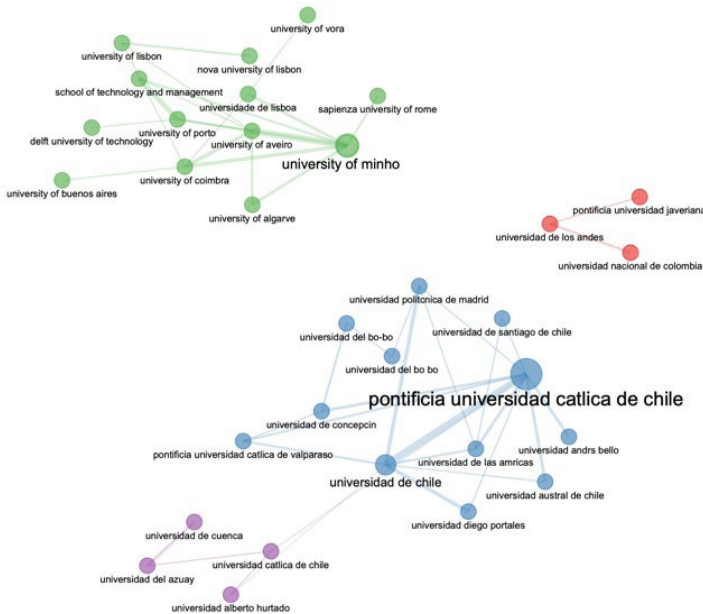 university of vora
university of lisbon
nova university of lisbon
school of technology and management
universidade de lisboa
sapienza university of rome
delft university of technology
university of porto
university of aveiro
university of minho
university of coimbra
university of buenos aires
university of algarve
pontificia universidad javeriana
universidad de los andes
universidad nacional de colombia
universidad politcnica de madrid
universidad del bo-bo
universidad de santiago de chile
universidad del bo bo
pontificia universidad catlica de chile
universidad de concepcin
pontificia universidad catlica de valparaso
universidad andrs bello
universidad de las amricas
universidad de chile
universidad austral de chile
universidad diego portales
universidad de cuenca
universidad catlica de chile
universidad del azuay
universidad alberto hurtado